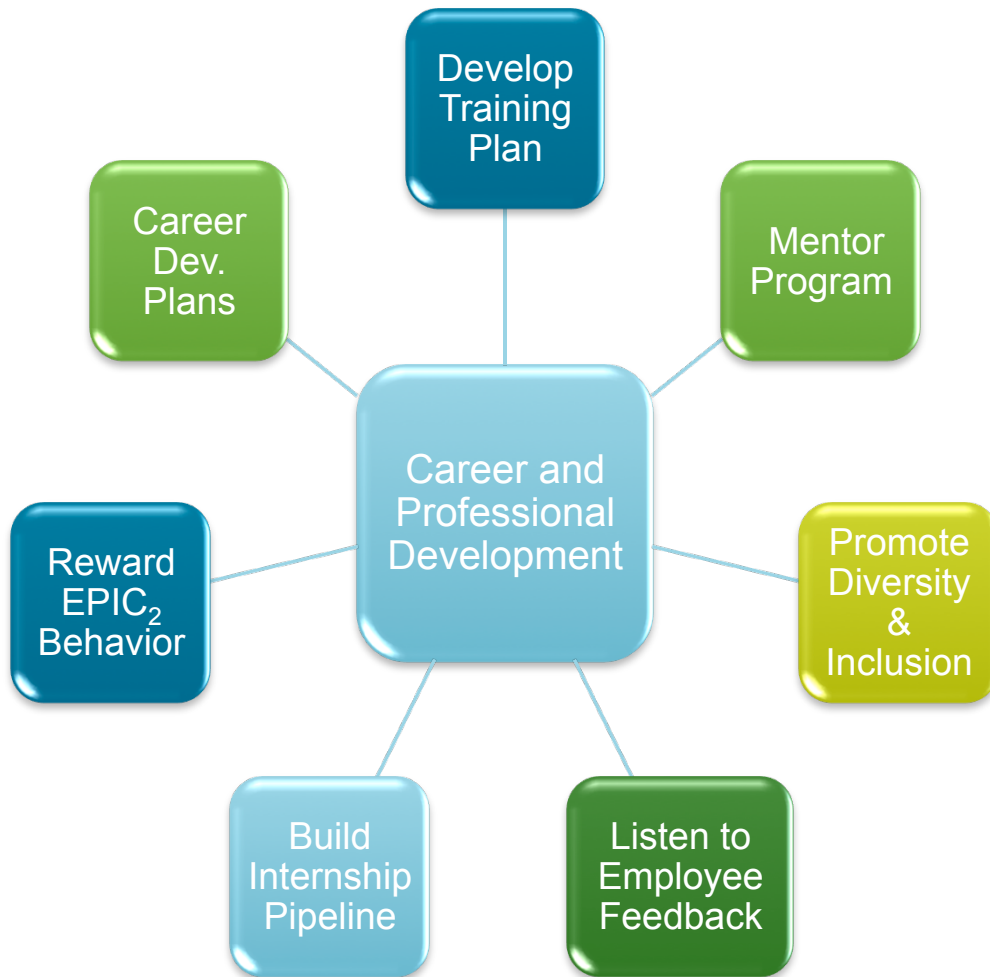 Develop
Training
Plan
Career
Dev.
Plans
Mentor
Program
Career and
Professional
Development
Reward
EPIC₂
Behavior
Promote
Diversity
&
Inclusion
Build
Internship
Pipeline
Listen to
Employee
Feedback